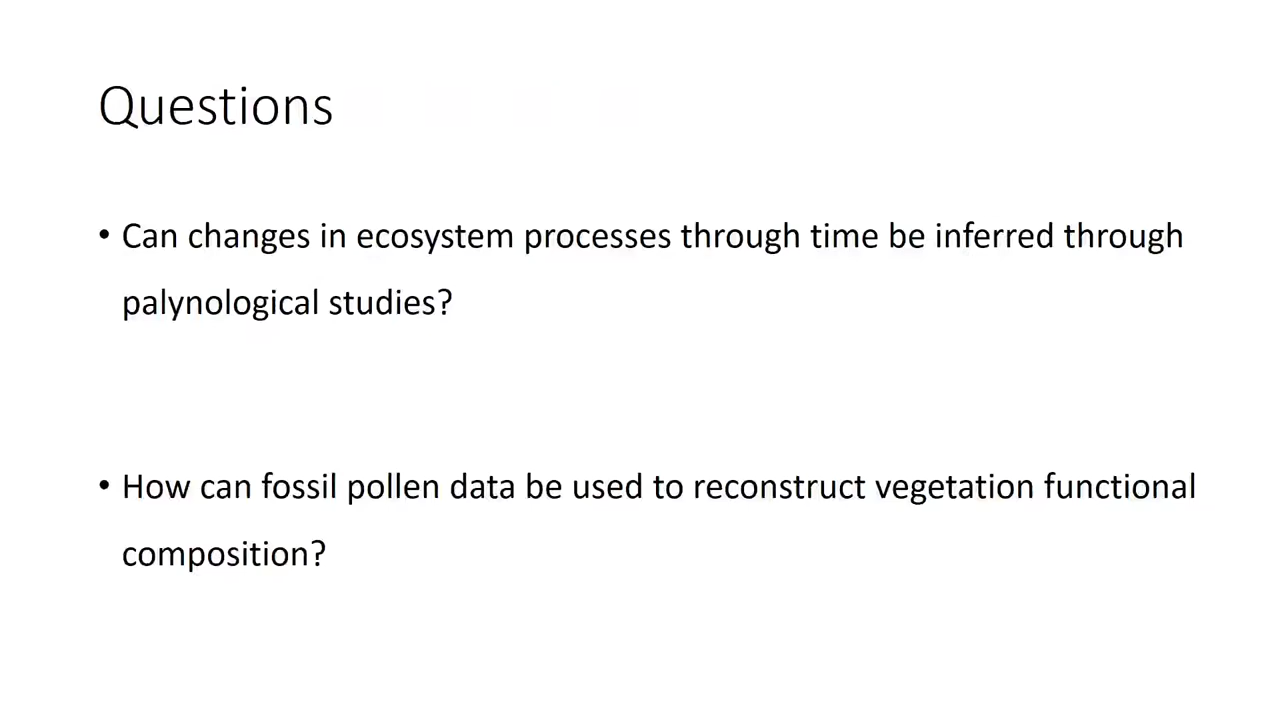 Questions
• Can changes in ecosystem processes through time be inferred through
palynological studies?
• How can fossil pollen data be used to reconstruct vegetation functional
composition?